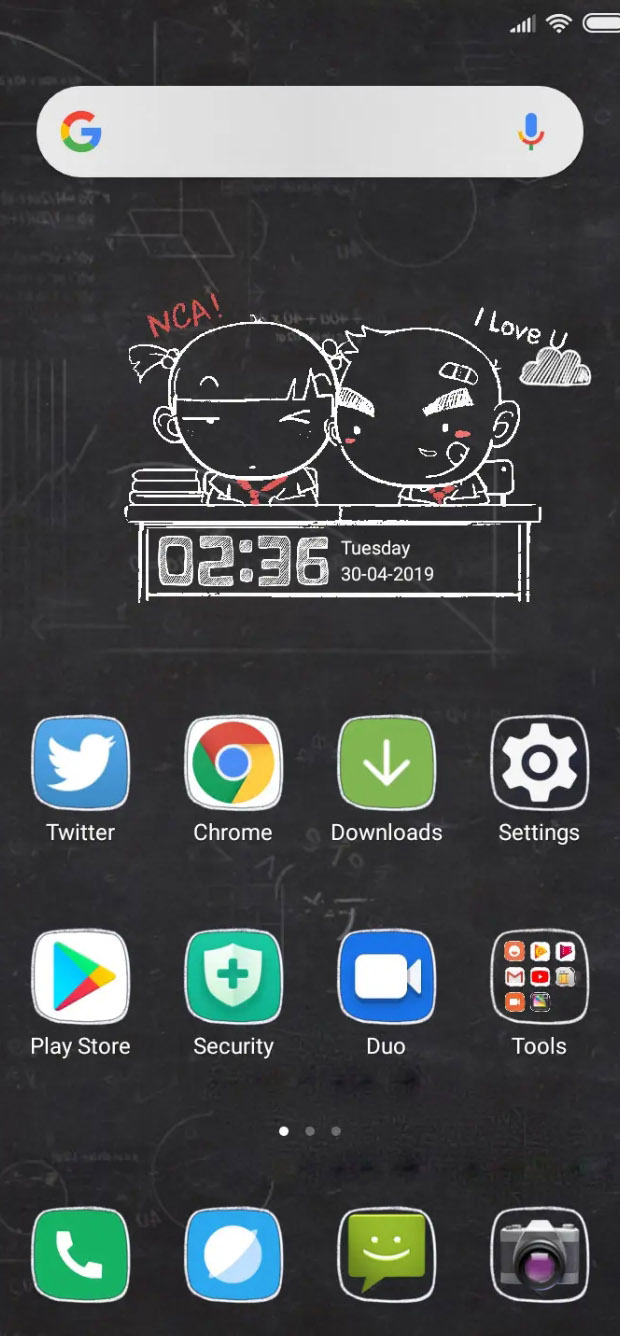 NCA!
I Love U
02:36
Tuesday
30-04-2019
Twitter
Chrome
Downloads
Settings
Play Store
Security
Duo
Tools